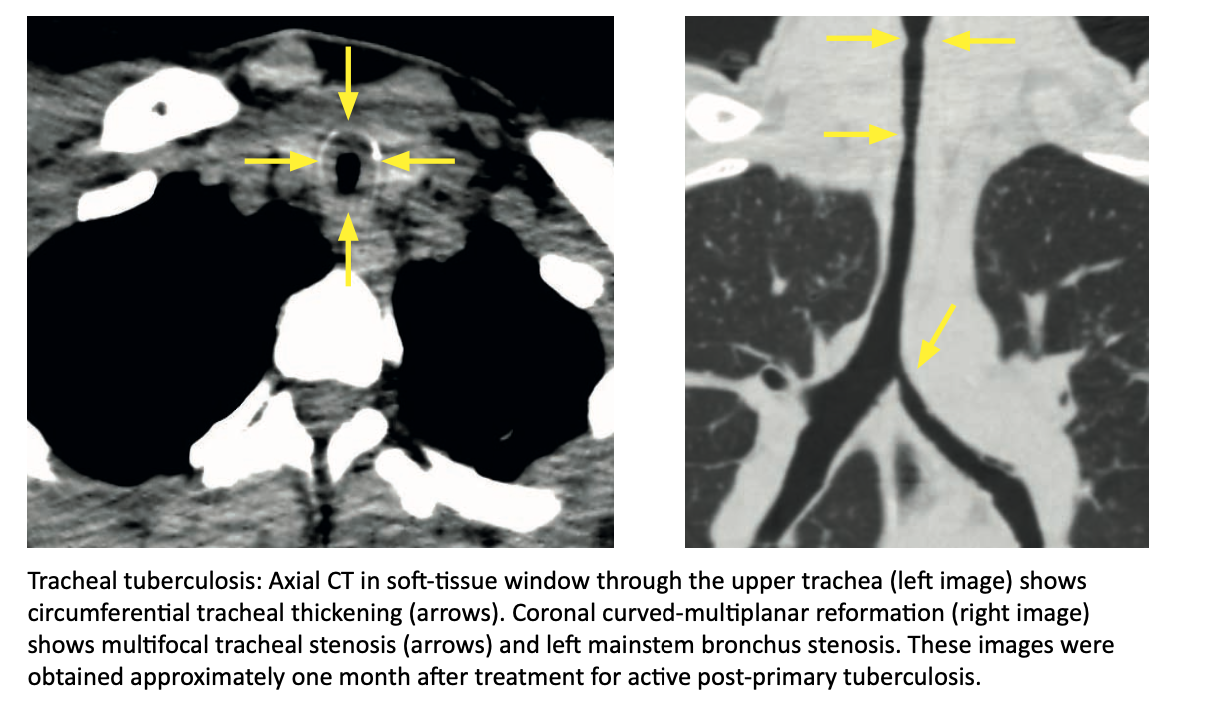 Tracheal tuberculosis: Axial CT in soft-tissue window through the upper trachea (left image) shows
circumferential tracheal thickening (arrows). Coronal curved-multiplanar reformation (right image)
shows multifocal tracheal stenosis (arrows) and left mainstem bronchus stenosis. These images were
obtained approximately one month after treatment for active post-primary tuberculosis.